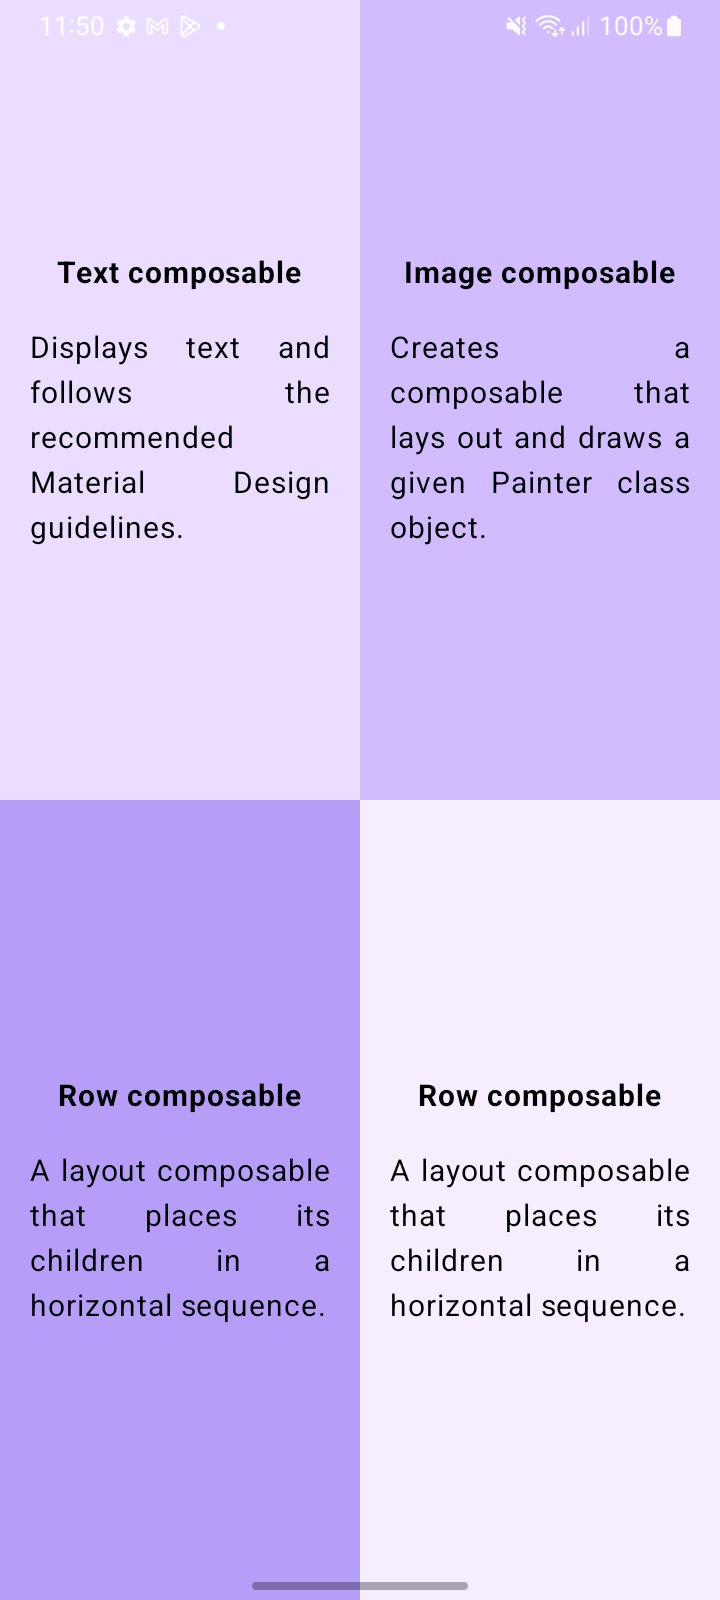 11:50
100%
Text composable
Displays text and
follows the
recommended
Material Design
guidelines.
Image composable
Creates a
composable that
lays out and draws a
given Painter class
object.
Row composable
A layout composable
that places its
children in a
horizontal sequence.
Row composable
A layout composable
that places its
children in a
horizontal sequence.